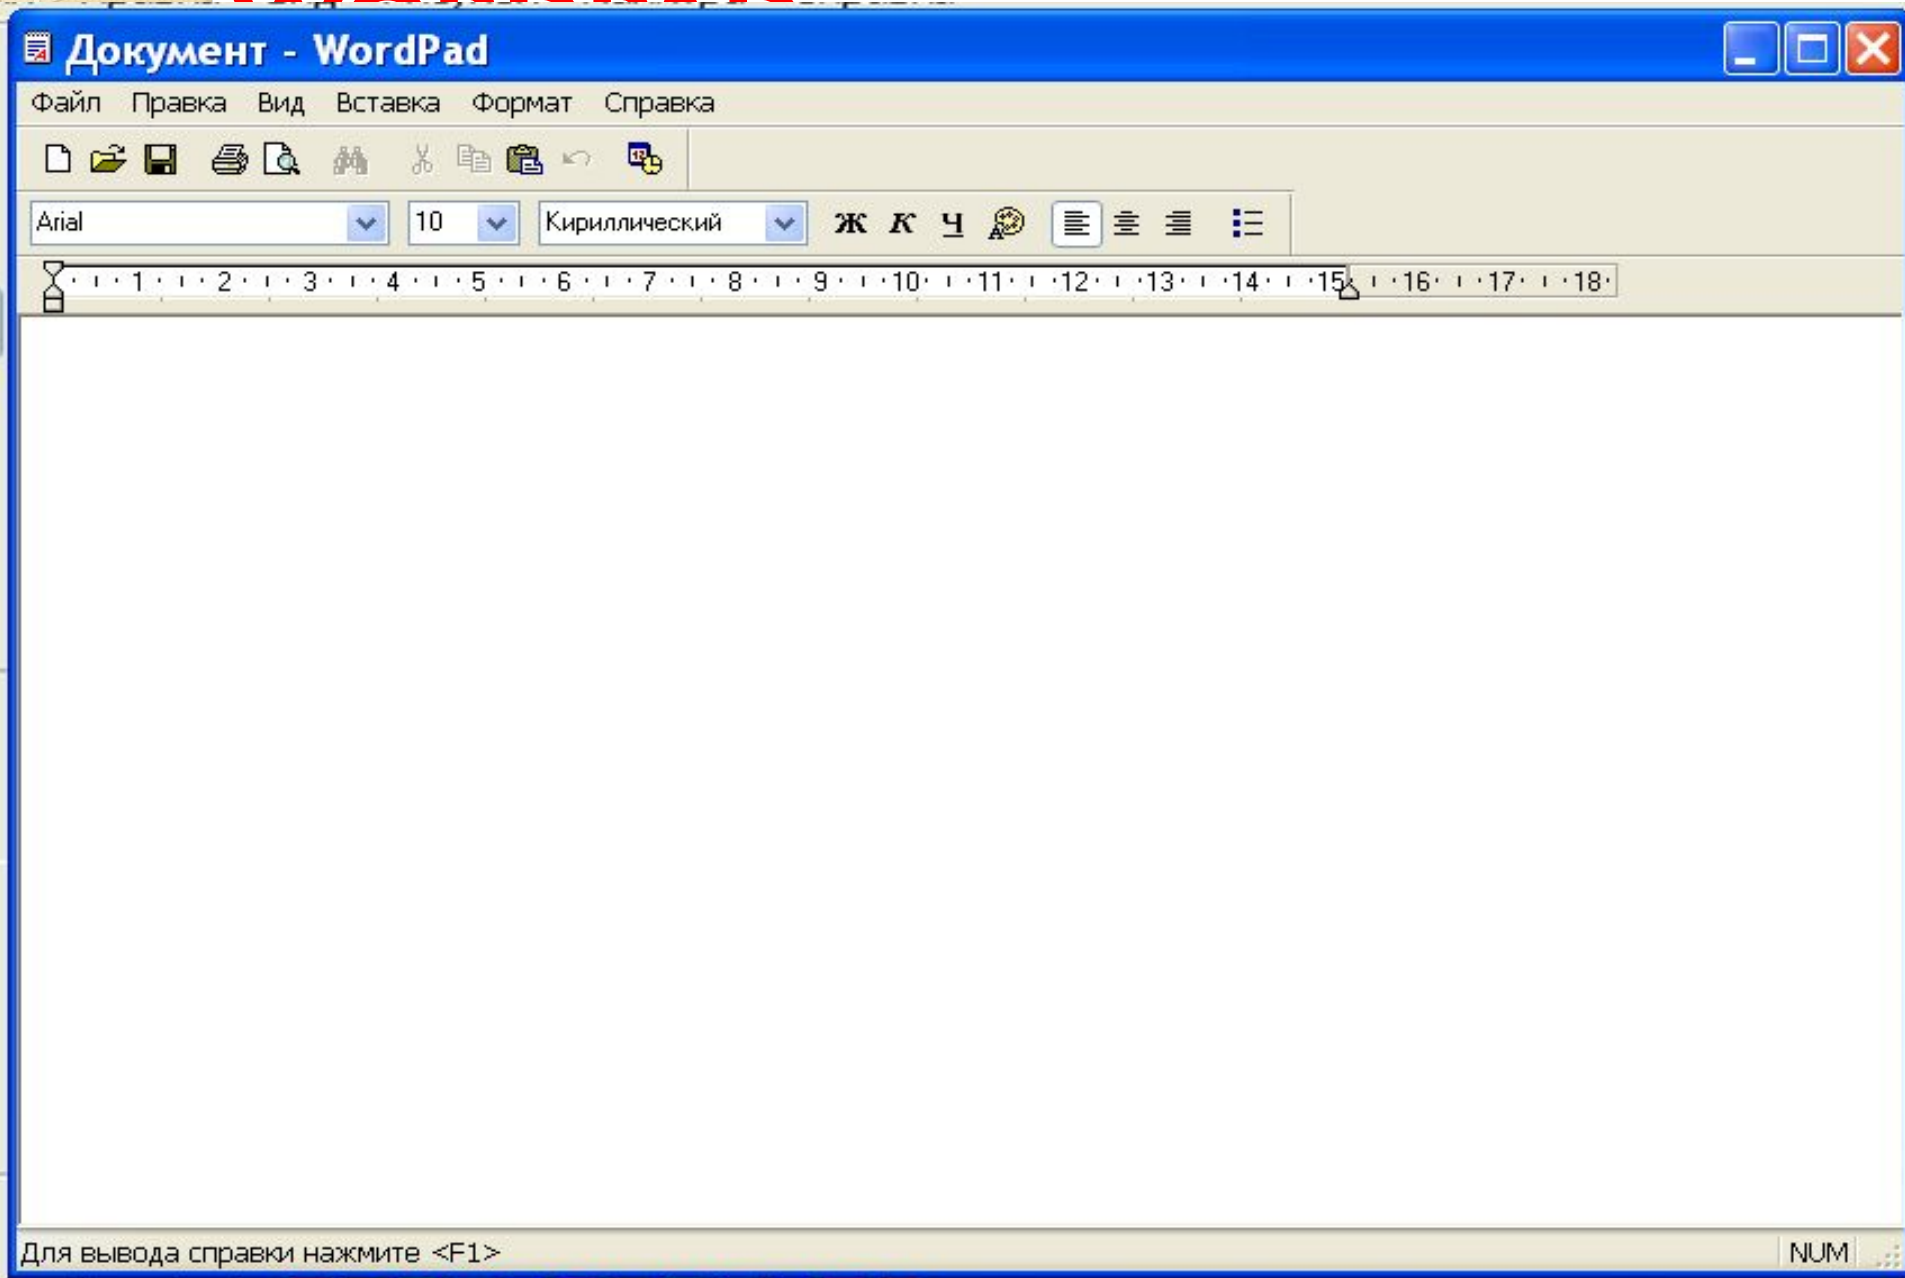 Документ - WordPad
Файл Правка Вид Вставка Формат Справка
Arial 10 Кириллический Ж К Ч
1 2 3 4 5 6 7 8 9 10 11 12 13 14 15 16 17 18
Для вывода справки нажмите <F1> NUM